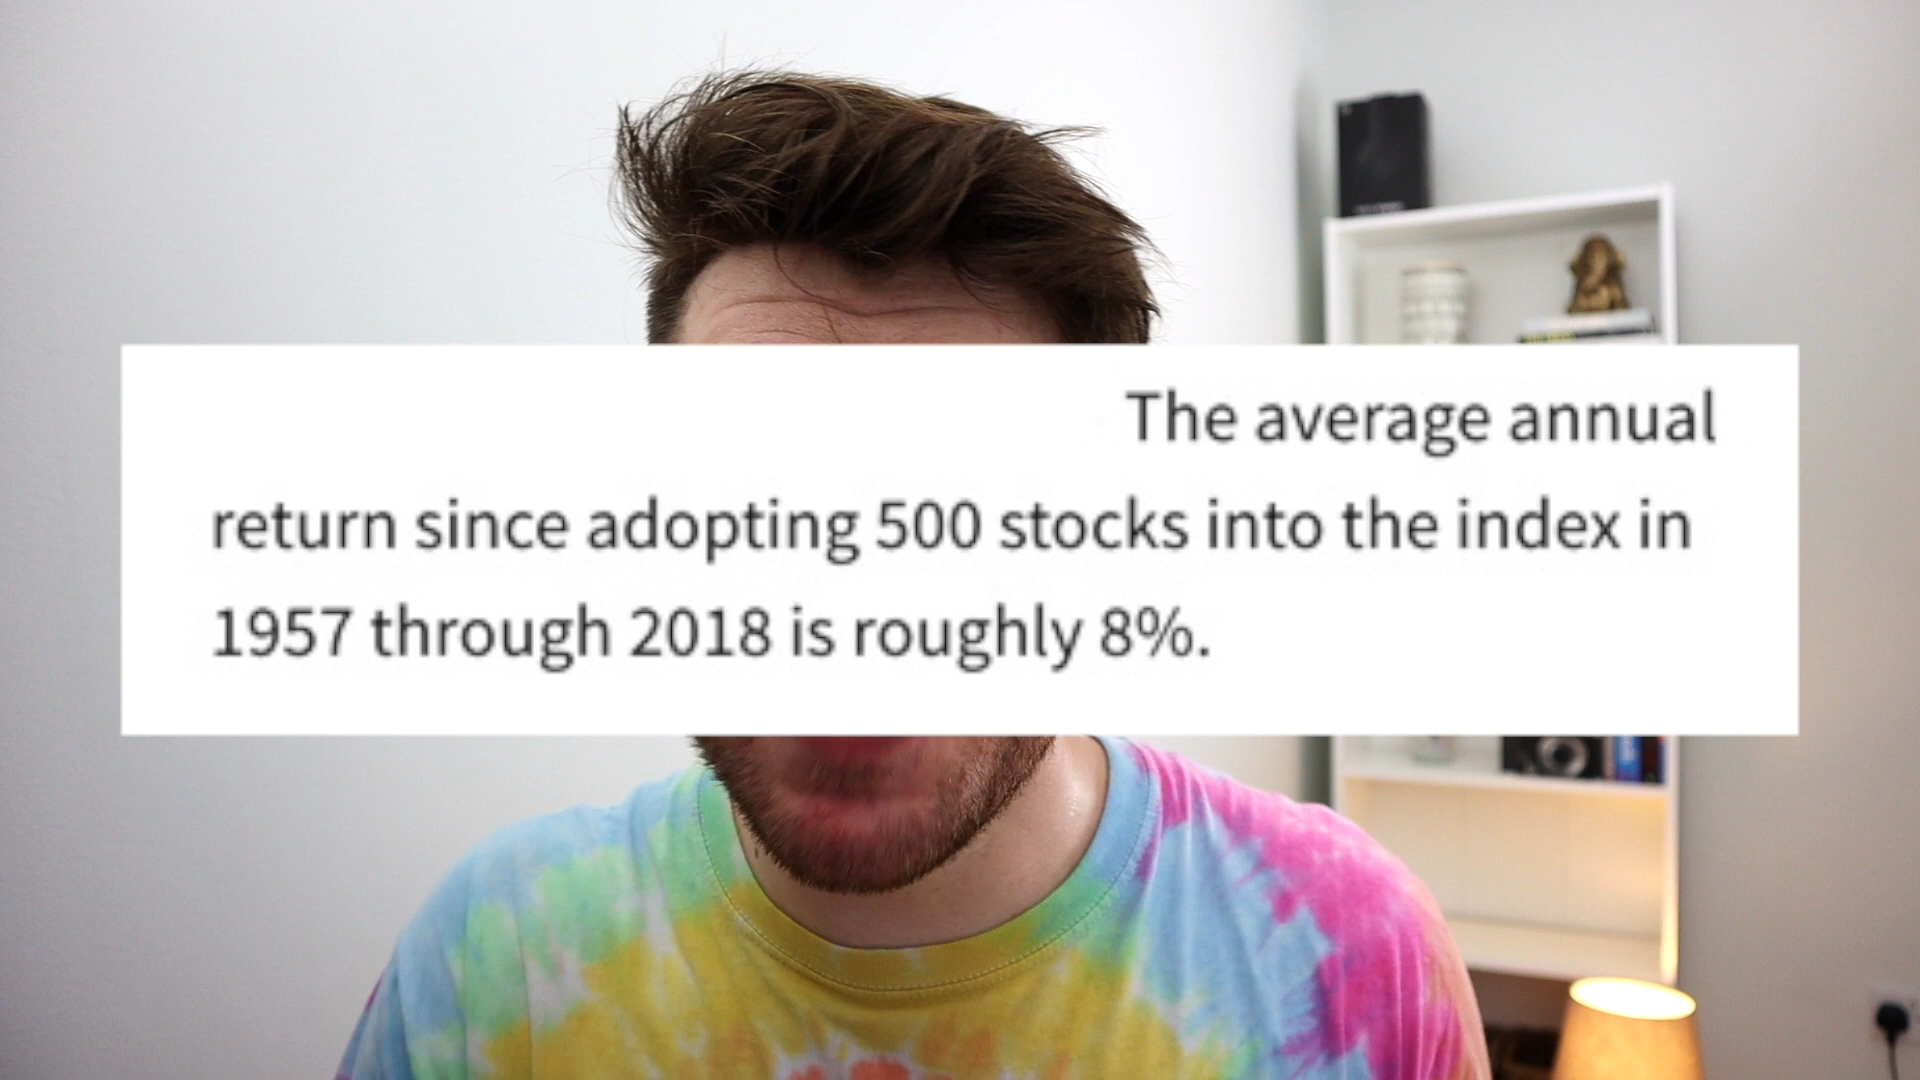 The average annual
return since adopting 500 stocks into the index in
1957 through 2018 is roughly 8%.